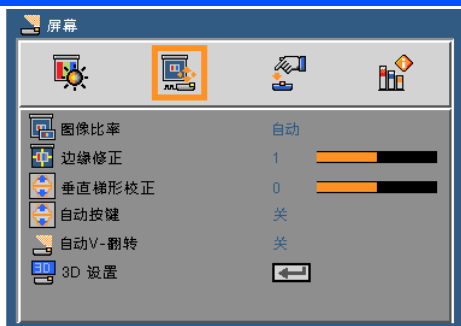 屏幕
图像比率 自动
边缘修正 1
垂直梯形校正 0
自动按键 关
自动V-翻转 关
3D 设置